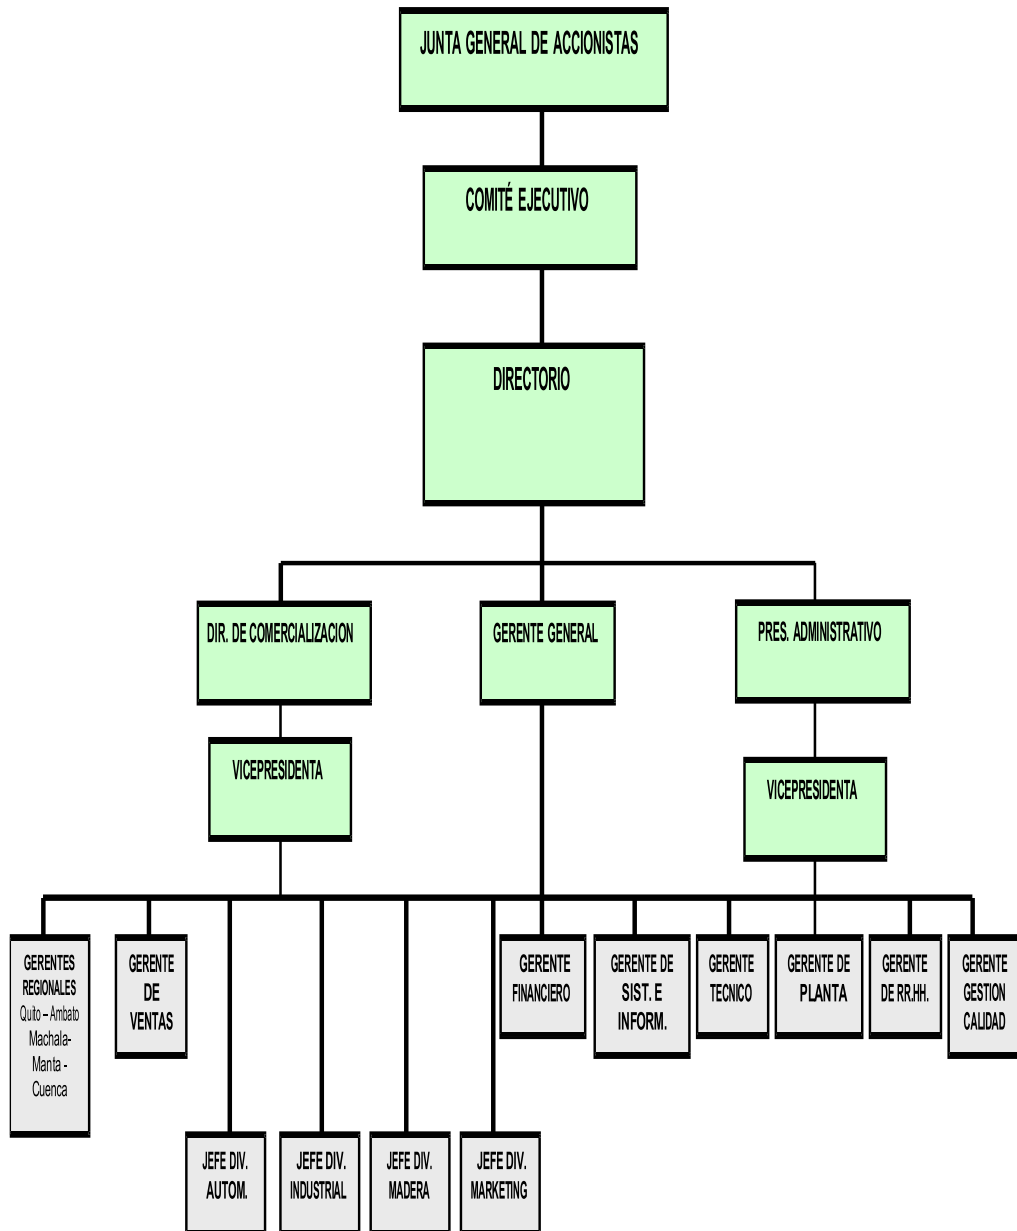 JUNTA GENERAL DE ACCIONISTAS
COMITÉ EJECUTIVO
DIRECTORIO
DIR. DE COMERCIALIZACION
GERENTE GENERAL
PRES. ADMINISTRATIVO
VICEPRESIDENTA
VICEPRESIDENTA
GERENTES
REGIONALES
Quito – Ambato
Machala-
Manta -
Cuenca
GERENTE
DE
VENTAS
GERENTE
FINANCIERO
GERENTE DE
SIST. E
INFORM.
GERENTE
TECNICO
GERENTE DE
PLANTA
GERENTE
DE RR.HH.
GERENTE
GESTION
CALIDAD
JEFE DIV.
AUTOM.
JEFE DIV.
INDUSTRIAL
JEFE DIV.
MADERA
JEFE DIV.
MARKETING